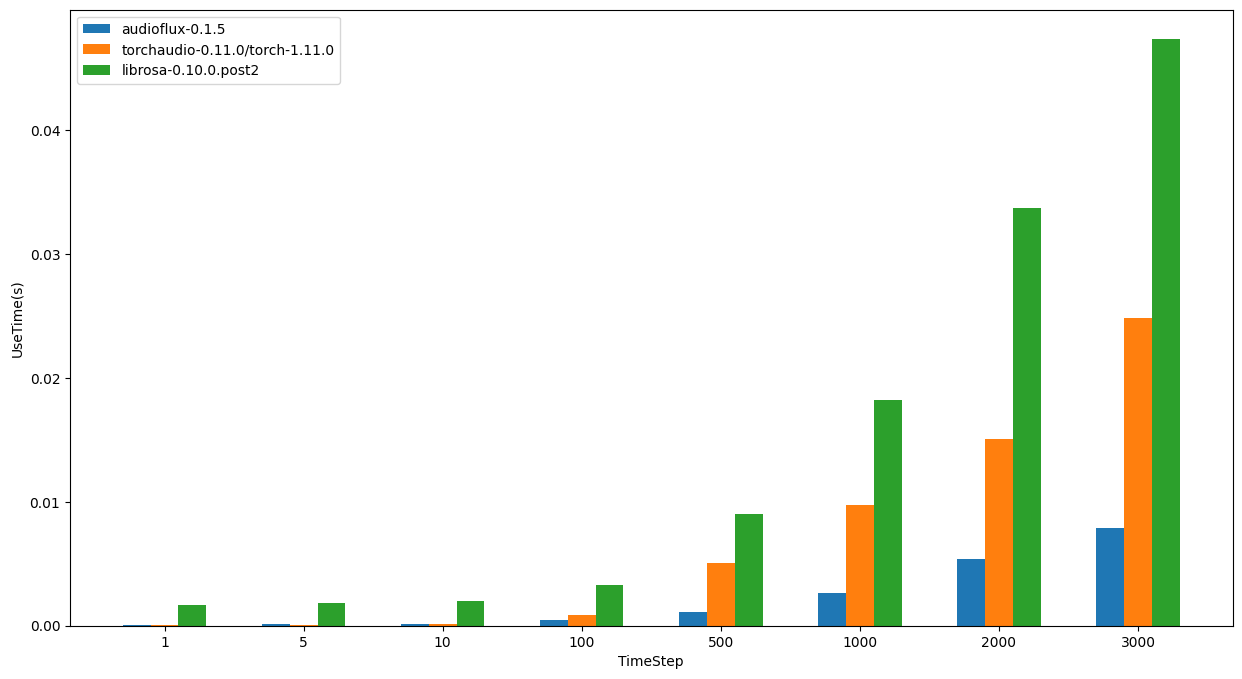 audioflux-0.1.5
torchaudio-0.11.0/torch-1.11.0
librosa-0.10.0.post2
0.04
0.03
0.02
0.01
0.00
UseTime(s)
1 5 10 100 500 1000 2000 3000
TimeStep